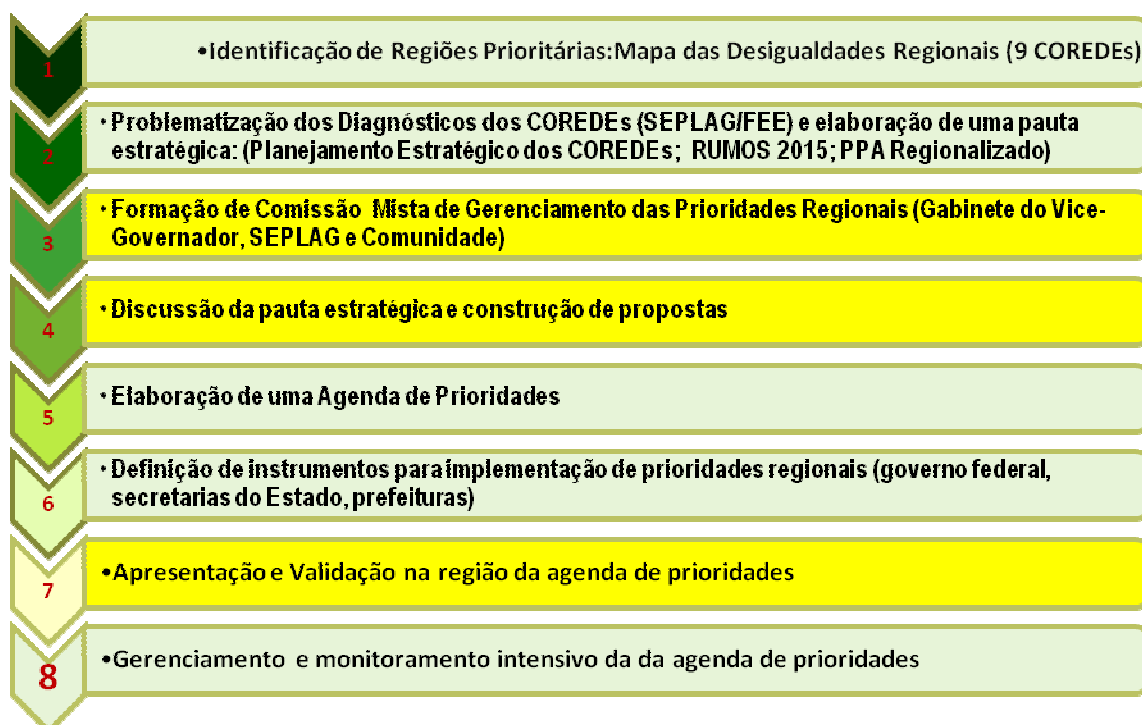 1
•Identificação de Regiões Prioritárias:Mapa das Desigualdades Regionais (9 COREDEs)
2
• Problematização dos Diagnósticos dos COREDEs (SEPLAG/FEE) e elaboração de uma pauta
estratégica: (Planejamento Estratégico dos COREDEs; RUMOS 2015; PPA Regionalizado)
3
• Formação de Comissão Mista de Gerenciamento das Prioridades Regionais (Gabinete do Vice-
Governador, SEPLAG e Comunidade)
4
• Discussão da pauta estratégica e construção de propostas
5
• Elaboração de uma Agenda de Prioridades
6
• Definição de instrumentos para implementação de prioridades regionais (governo federal,
secretarias do Estado, prefeituras)
7
•Apresentação e Validação na região da agenda de prioridades
8
•Gerenciamento e monitoramento intensivo da da agenda de prioridades